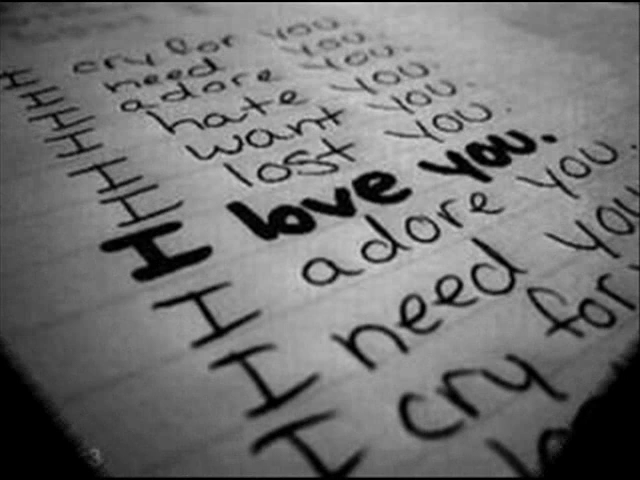 I cry for you.
I need you.
I adore you.
I hate you.
I want you.
I lost you.
I love you.
I adore you.
I need you
I cry for